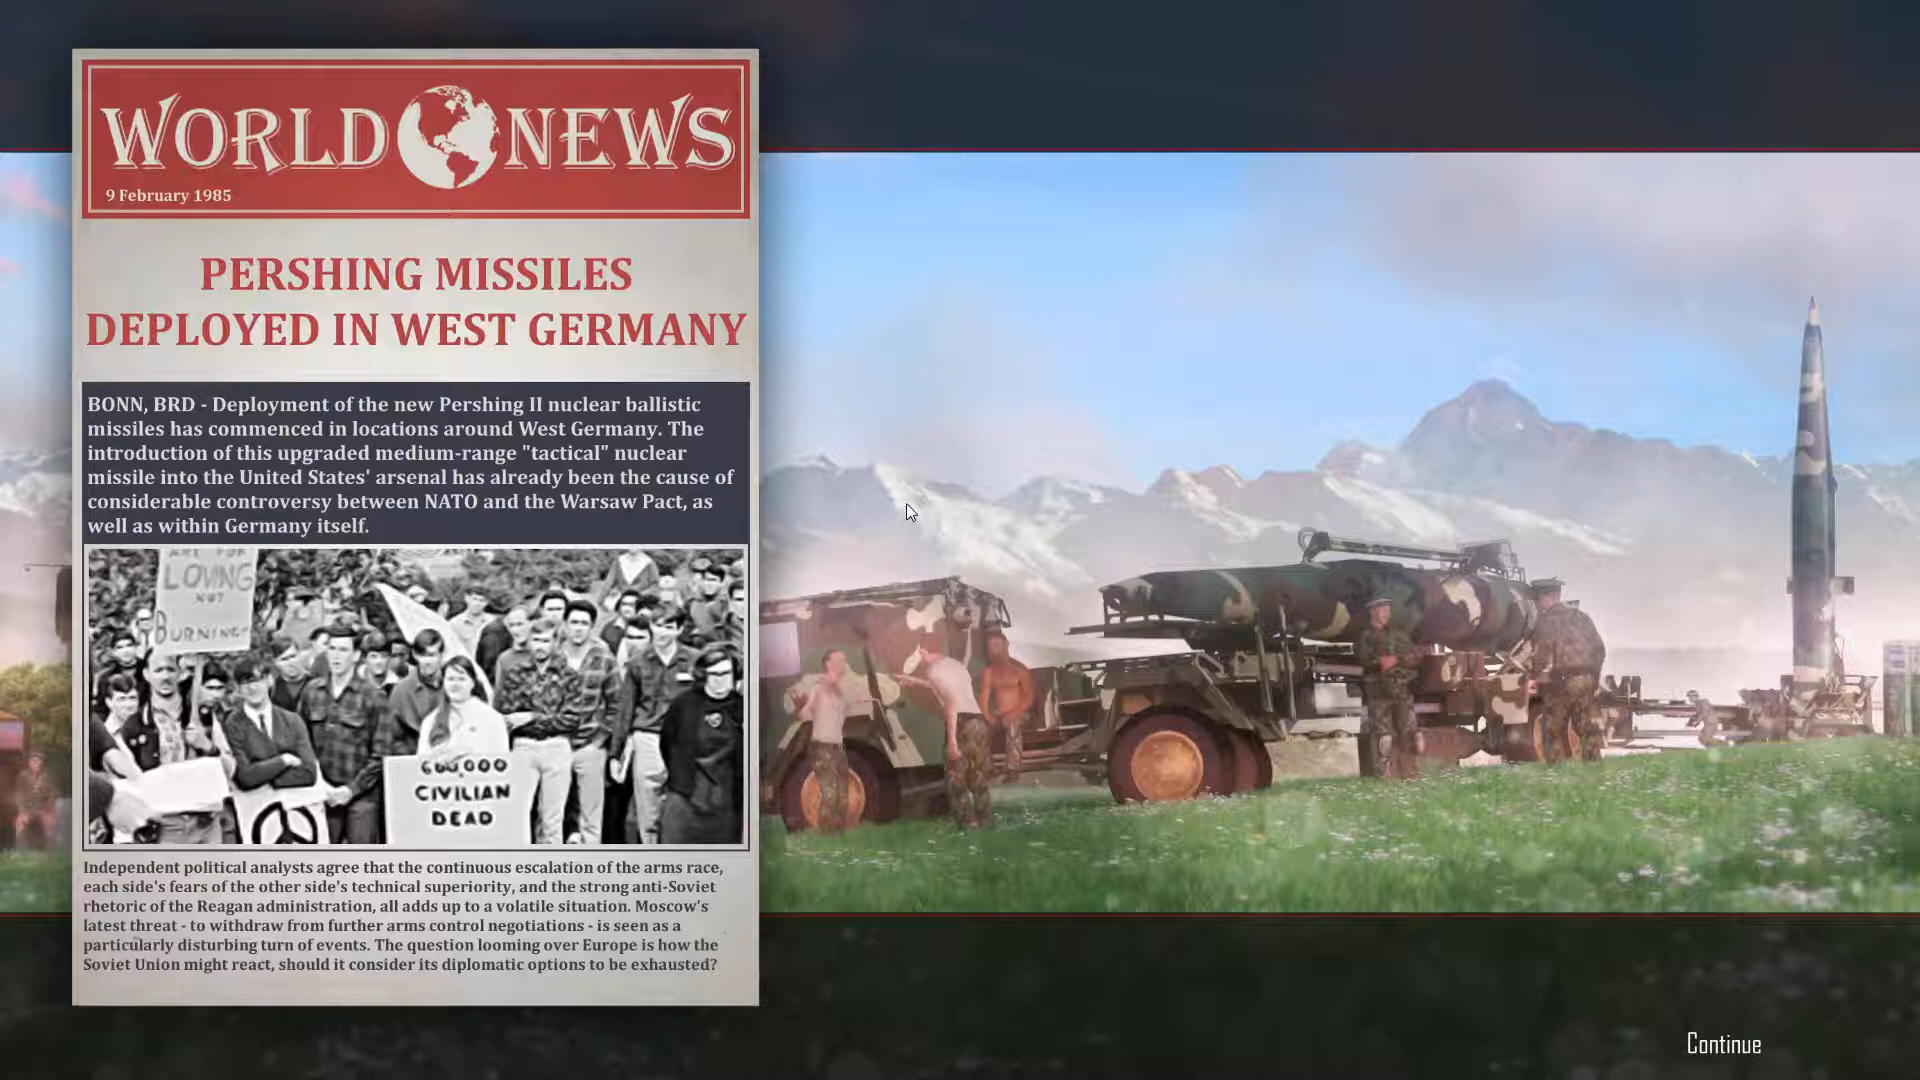 WORLD NEWS
9 February 1985
PERSHING MISSILES
DEPLOYED IN WEST GERMANY
BONN, BRD - Deployment of the new Pershing II nuclear ballistic
missiles has commenced in locations around West Germany. The
introduction of this upgraded medium-range "tactical" nuclear
missile into the United States' arsenal has already been the cause of
considerable controversy between NATO and the Warsaw Pact, as
well as within Germany itself.
ARE FOR
LOVING
NOT
BURNING
600,000
CIVILIAN
DEAD
Independent political analysts agree that the continuous escalation of the arms race,
each side's fears of the other side's technical superiority, and the strong anti-Soviet
rhetoric of the Reagan administration, all adds up to a volatile situation. Moscow's
latest threat - to withdraw from further arms control negotiations - is seen as a
particularly disturbing turn of events. The question looming over Europe is how the
Soviet Union might react, should it consider its diplomatic options to be exhausted?
Continue